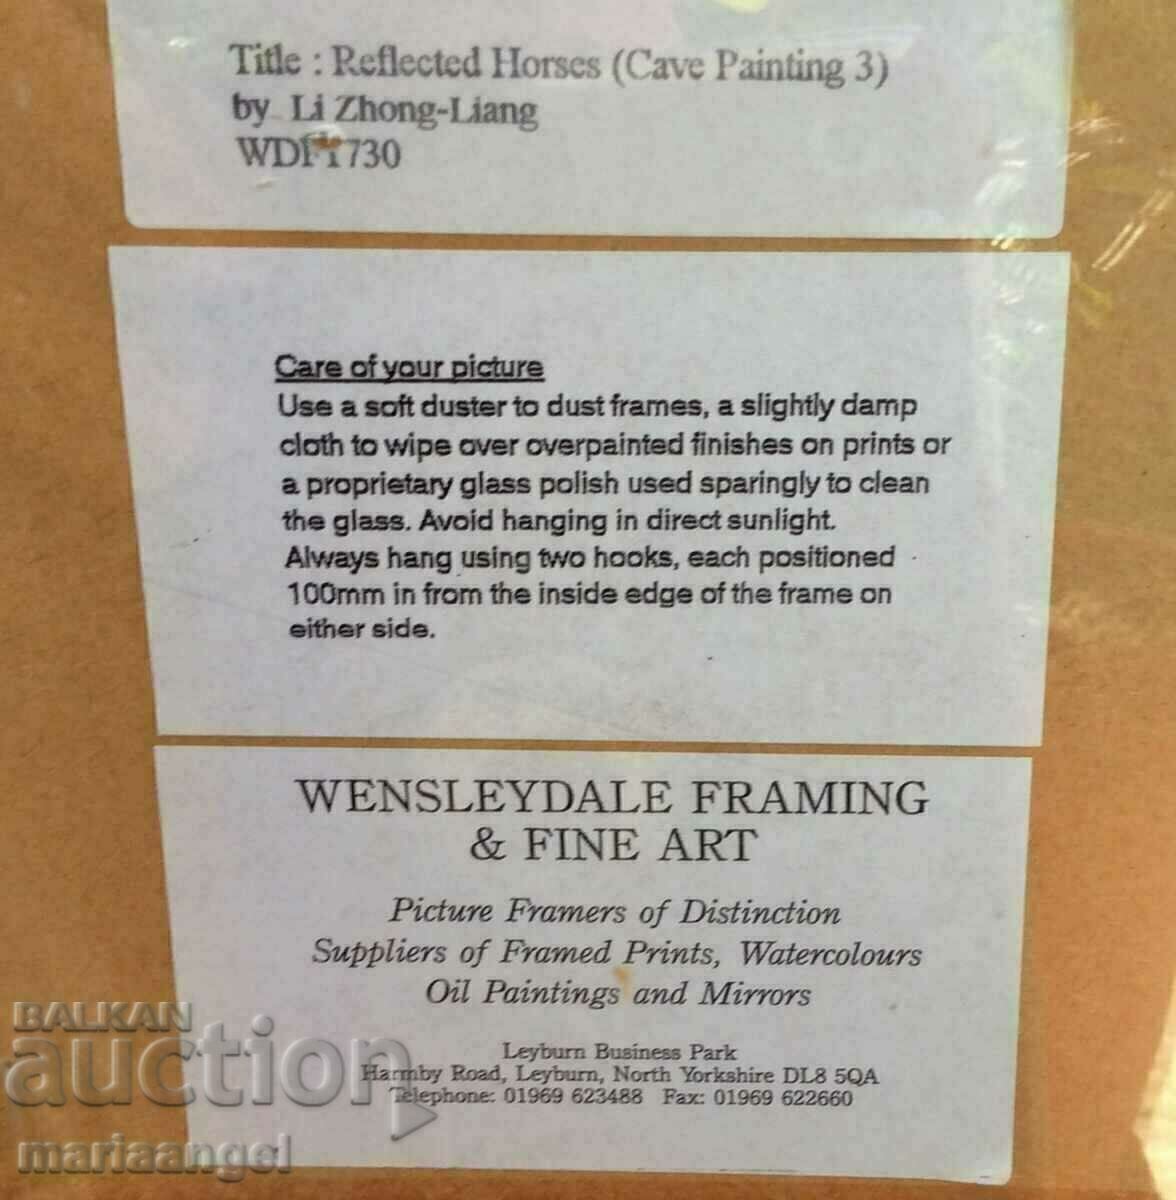 Title : Reflected Horses (Cave Painting 3)
by Li Zhong-Liang
Care of your picture
Use a soft duster to dust frames, a slightly damp
cloth to wipe over overpainted finishes on prints or
a proprietary glass polish used sparingly to clean
the glass. Avoid hanging in direct sunlight.
Always hang using two hooks, each positioned
100mm in from the inside edge of the frame on
either side.
WENSLEYDALE FRAMING
& FINE ART
Picture Framers of Distinction
Suppliers of Framed Prints, Watercolours
Oil Paintings and Mirrors
Leyburn Business Park
Harmby Road, Leyburn, North Yorkshire DL8 5QA
Telephone: 01969 623488 Fax: 01969 622660
BALKAN
auction
mariaangel